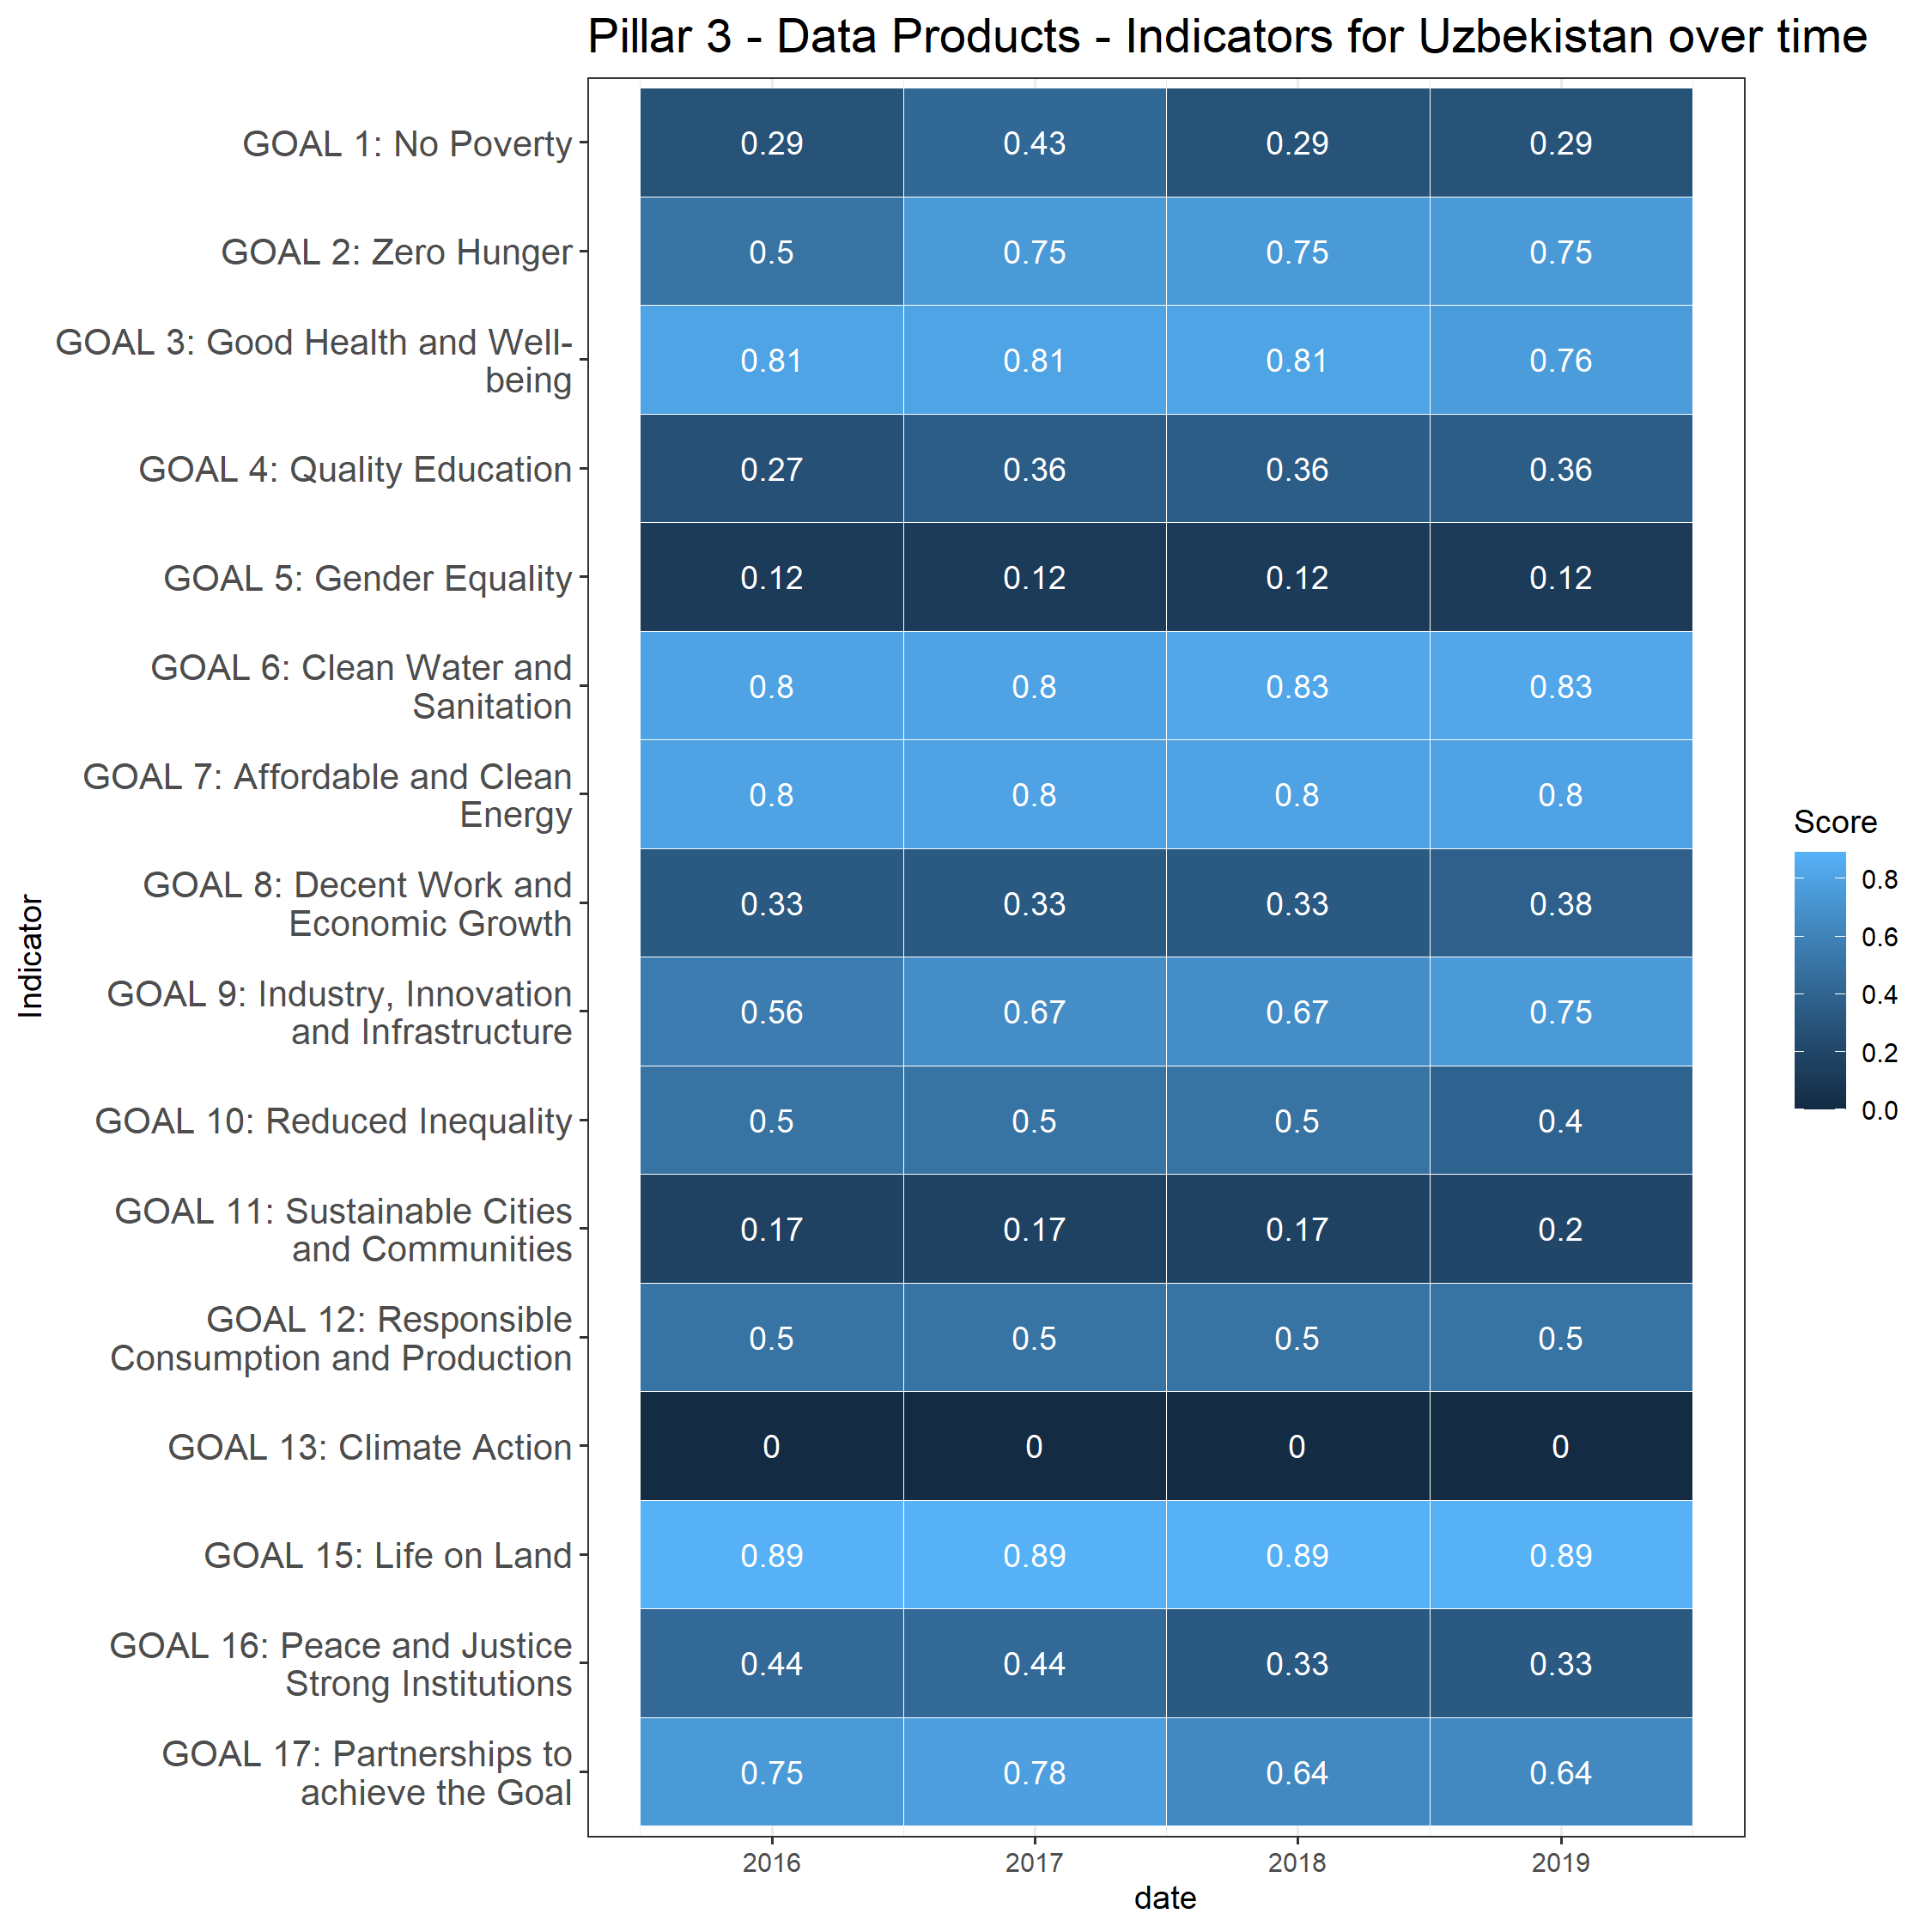 Pillar 3 - Data Products - Indicators for Uzbekistan over time
GOAL 1: No Poverty
0.29 0.43 0.29 0.29
GOAL 2: Zero Hunger
0.5 0.75 0.75 0.75
GOAL 3: Good Health and Well-
being
0.81 0.81 0.81 0.76
GOAL 4: Quality Education
0.27 0.36 0.36 0.36
GOAL 5: Gender Equality
0.12 0.12 0.12 0.12
GOAL 6: Clean Water and
Sanitation
0.8 0.8 0.83 0.83
GOAL 7: Affordable and Clean
Energy
0.8 0.8 0.8 0.8
GOAL 8: Decent Work and
Economic Growth
0.33 0.33 0.33 0.38
GOAL 9: Industry, Innovation
and Infrastructure
0.56 0.67 0.67 0.75
GOAL 10: Reduced Inequality
0.5 0.5 0.5 0.4
GOAL 11: Sustainable Cities
and Communities
0.17 0.17 0.17 0.2
GOAL 12: Responsible
Consumption and Production
0.5 0.5 0.5 0.5
GOAL 13: Climate Action
0 0 0 0
GOAL 15: Life on Land
0.89 0.89 0.89 0.89
GOAL 16: Peace and Justice
Strong Institutions
0.44 0.44 0.33 0.33
GOAL 17: Partnerships to
achieve the Goal
0.75 0.78 0.64 0.64
2016 2017 2018 2019
date
Indicator
Score
0.8
0.6
0.4
0.2
0.0